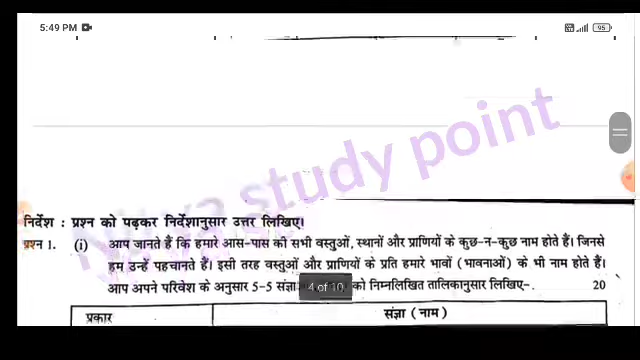 5:49 PM
95
Nitya study point
निर्देश : प्रश्न को पढ़कर निर्देशानुसार उत्तर लिखिए।
प्रश्न 1. (i) आप जानते हैं कि हमारे आस-पास की सभी वस्तुओं, स्थानों और प्राणियों के कुछ-न-कुछ नाम होते हैं। जिनसे
हम उन्हें पहचानते हैं। इसी तरह वस्तुओं और प्राणियों के प्रति हमारे भावों (भावनाओं) के भी नाम होते हैं।
आप अपने परिवेश के अनुसार 5-5 संज्ञा को निम्नलिखित तालिकानुसार लिखिए-. 20
4 of 10
प्रकार संज्ञा (नाम)